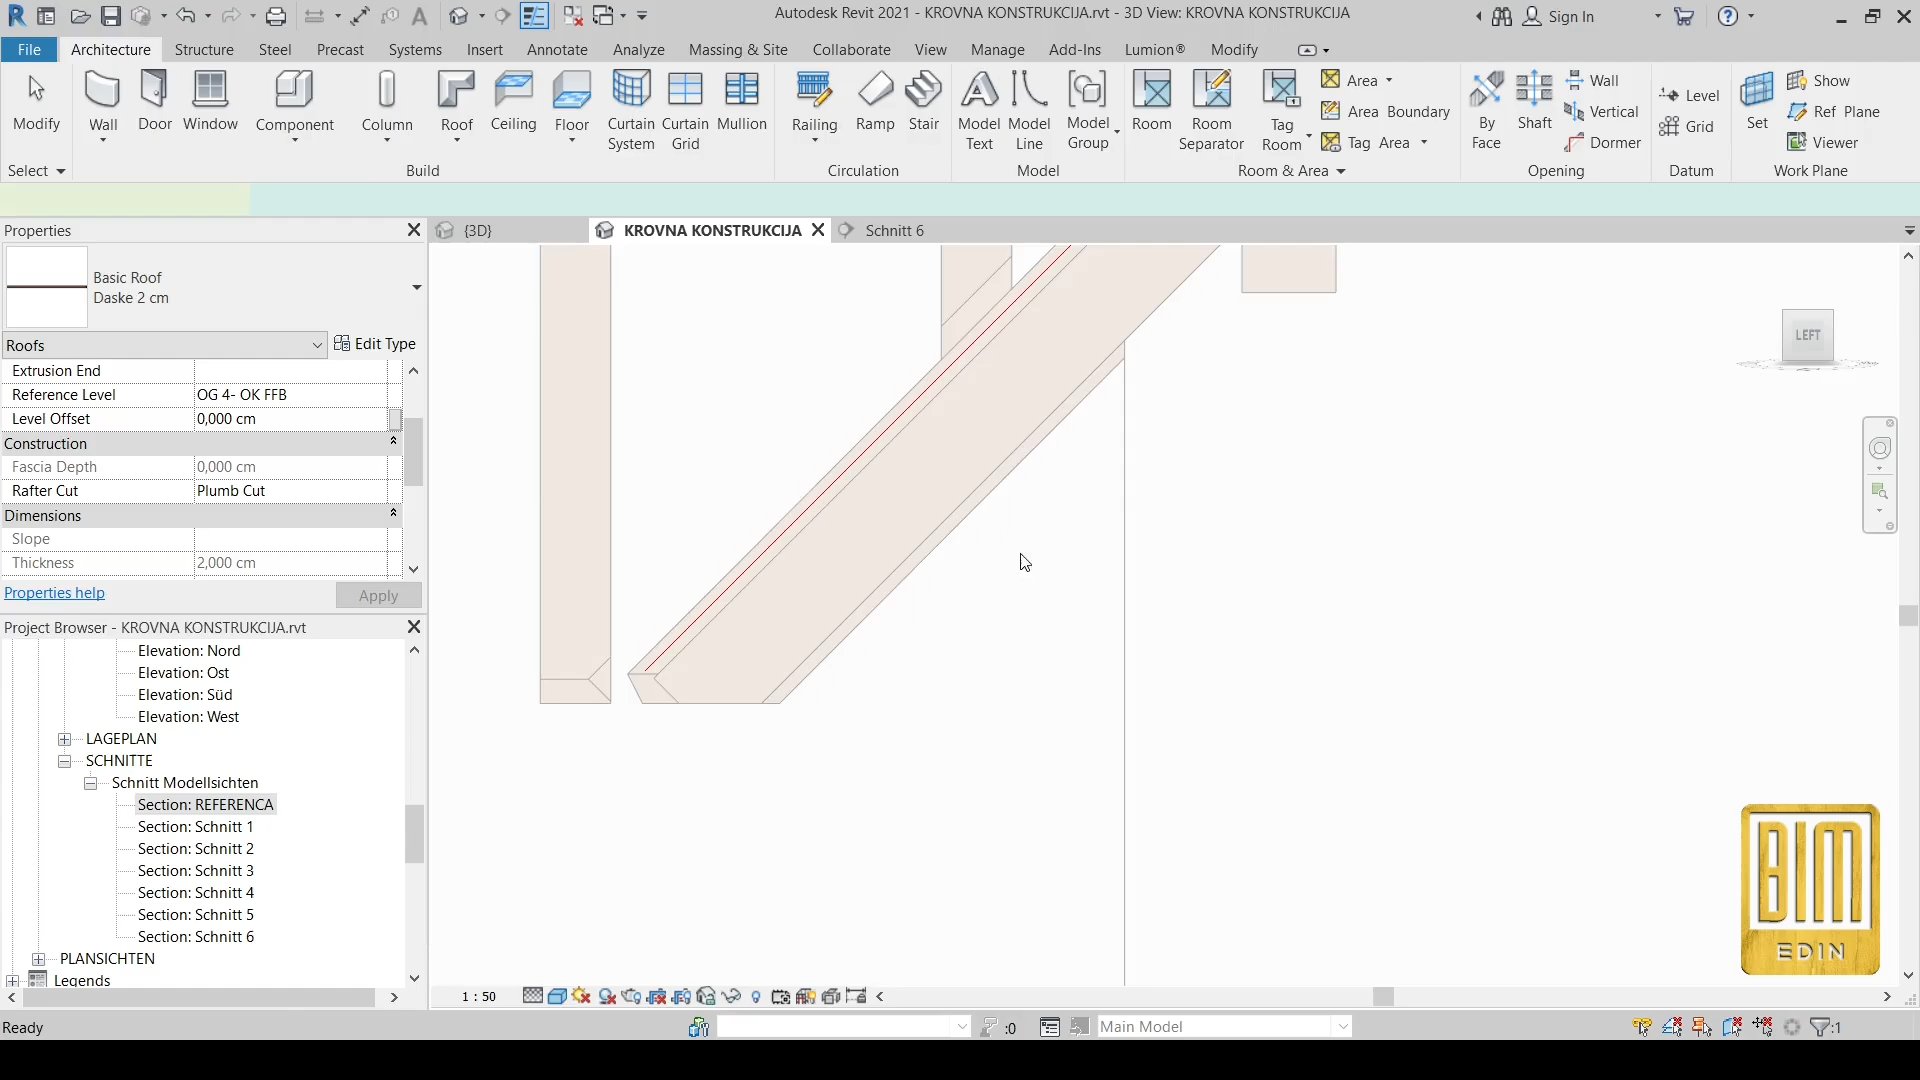 Autodesk Revit 2021 - KROVNA KONSTRUKCIJA.rvt - 3D View: KROVNA KONSTRUKCIJA
Sign In
File Architecture Structure Steel Precast Systems Insert Annotate Analyze Massing & Site Collaborate View Manage Add-Ins Lumion® Modify
Modify
Wall Door Window Component Column Roof Ceiling Floor
Curtain System
Curtain Grid
Mullion
Railing Ramp Stair
Model Text
Model Line
Model Group
Room
Room Separator
Tag Room
Area
Area Boundary
Tag Area
By Face
Shaft
Wall
Vertical
Dormer
Level
Grid
Set
Show
Ref Plane
Viewer
Select Build Circulation Model Room & Area Opening Datum Work Plane
Properties
{3D} KROVNA KONSTRUKCIJA Schnitt 6
Basic Roof
Daske 2 cm
Roofs Edit Type
Extrusion End
Reference Level OG 4- OK FFB
Level Offset 0,000 cm
Construction
Fascia Depth 0,000 cm
Rafter Cut Plumb Cut
Dimensions
Slope
Thickness 2,000 cm
Properties help Apply
Project Browser - KROVNA KONSTRUKCIJA.rvt
Elevation: Nord
Elevation: Ost
Elevation: Süd
Elevation: West
LAGEPLAN
SCHNITTE
Schnitt Modellsichten
Section: REFERENCA
Section: Schnitt 1
Section: Schnitt 2
Section: Schnitt 3
Section: Schnitt 4
Section: Schnitt 5
Section: Schnitt 6
PLANSICHTEN
Legends
LEFT
BIM
EDIN
1 : 50
Ready
:0
Main Model
:1